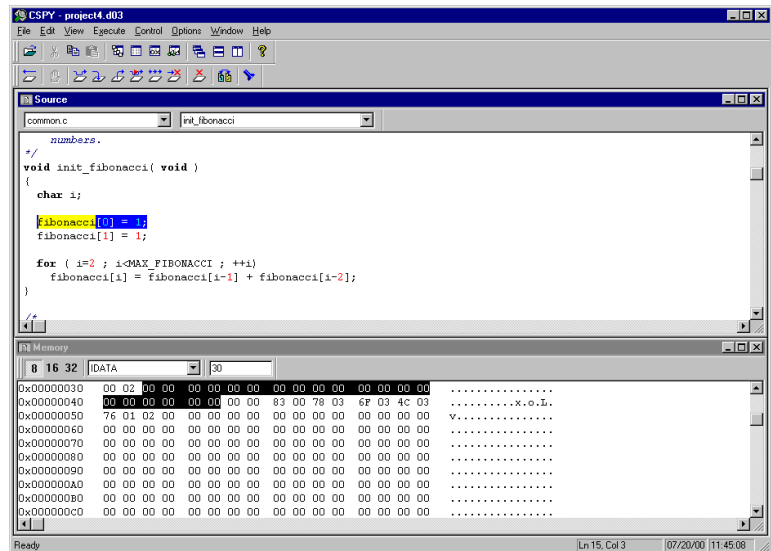 CSPY - project4.d03
File Edit View Execute Control Options Window Help
Source
common.c init_fibonacci
numbers.
*/
void init_fibonacci( void )
{
char i;
fibonacci[0] = 1;
fibonacci[1] = 1;
for ( i=2 ; i<MAX_FIBONACCI ; ++i)
fibonacci[i] = fibonacci[i-1] + fibonacci[i-2];
}
/*
Memory
8 16 32 IDATA 30
0x00000030 00 02 00 00 00 00 00 00 00 00 00 00 00 00 00 00 ................
0x00000040 00 00 00 00 00 00 00 00 83 00 78 03 6F 03 4C 03 ..........x.o.L.
0x00000050 76 01 02 00 00 00 00 00 00 00 00 00 00 00 00 00 v...............
0x00000060 00 00 00 00 00 00 00 00 00 00 00 00 00 00 00 00 ................
0x00000070 00 00 00 00 00 00 00 00 00 00 00 00 00 00 00 00 ................
0x00000080 00 00 00 00 00 00 00 00 00 00 00 00 00 00 00 00 ................
0x00000090 00 00 00 00 00 00 00 00 00 00 00 00 00 00 00 00 ................
0x000000A0 00 00 00 00 00 00 00 00 00 00 00 00 00 00 00 00 ................
0x000000B0 00 00 00 00 00 00 00 00 00 00 00 00 00 00 00 00 ................
0x000000C0 00 00 00 00 00 00 00 00 00 00 00 00 00 00 00 00 ................
Ready Ln 15, Col 3 07/20/00 11:45:08